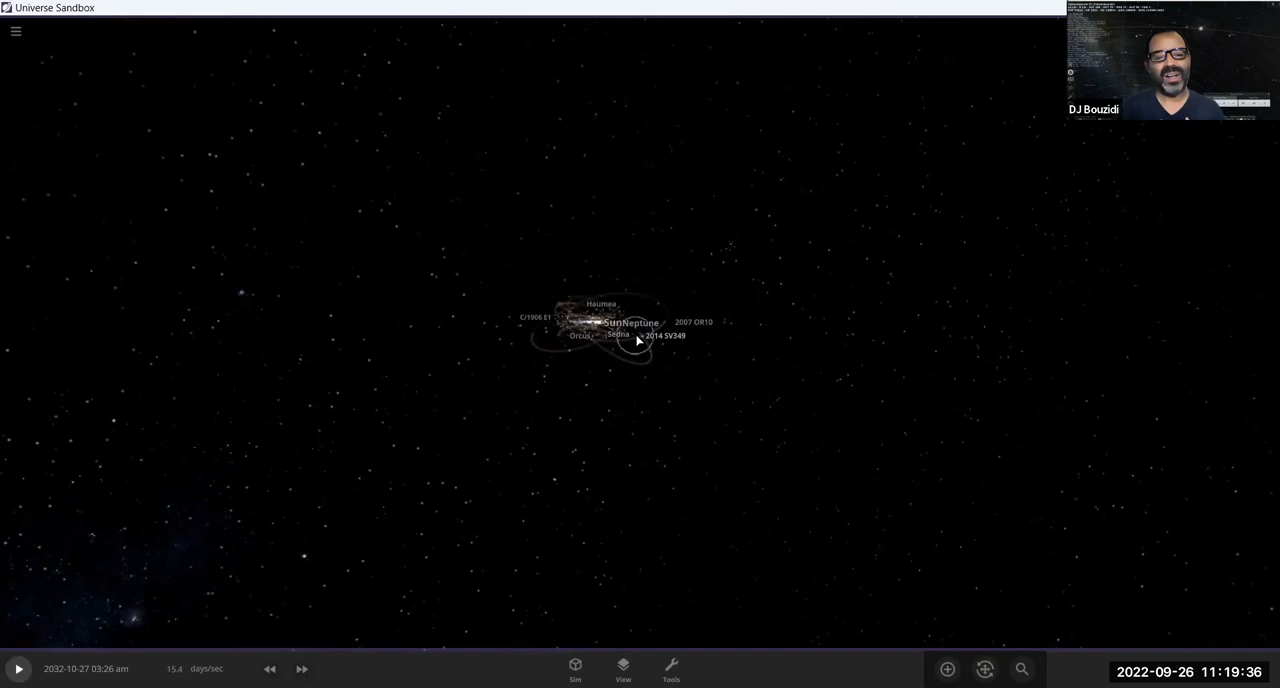 Universe Sandbox
DJ Bouzidi
Haumea
C/1906 E1
SunNeptune
2007 OR10
Orcus
Sedna
2014 SV349
2032-10-27 03:26 am
15.4 days/sec
Sim
View
Tools
2022-09-26 11:19:36